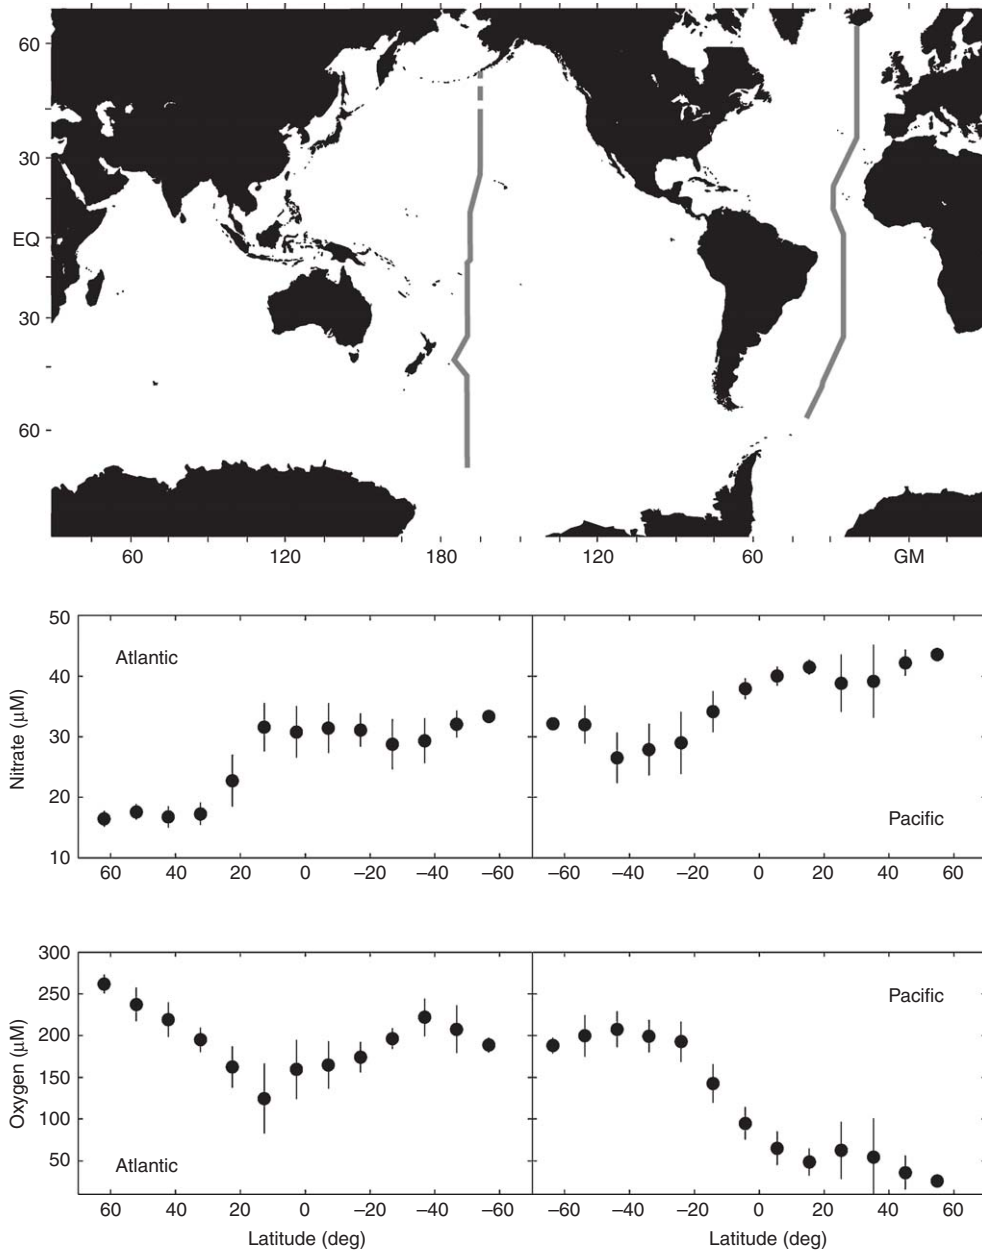 60
30
EQ
30
60
60 120 180 120 60 GM
50
40
30
20
10
Nitrate (μM)
Atlantic
Pacific
60 40 20 0 –20 –40 –60 –60 –40 –20 0 20 40 60
300
250
200
150
100
50
Oxygen (μM)
Pacific
Atlantic
60 40 20 0 –20 –40 –60 –60 –40 –20 0 20 40 60
Latitude (deg) Latitude (deg)